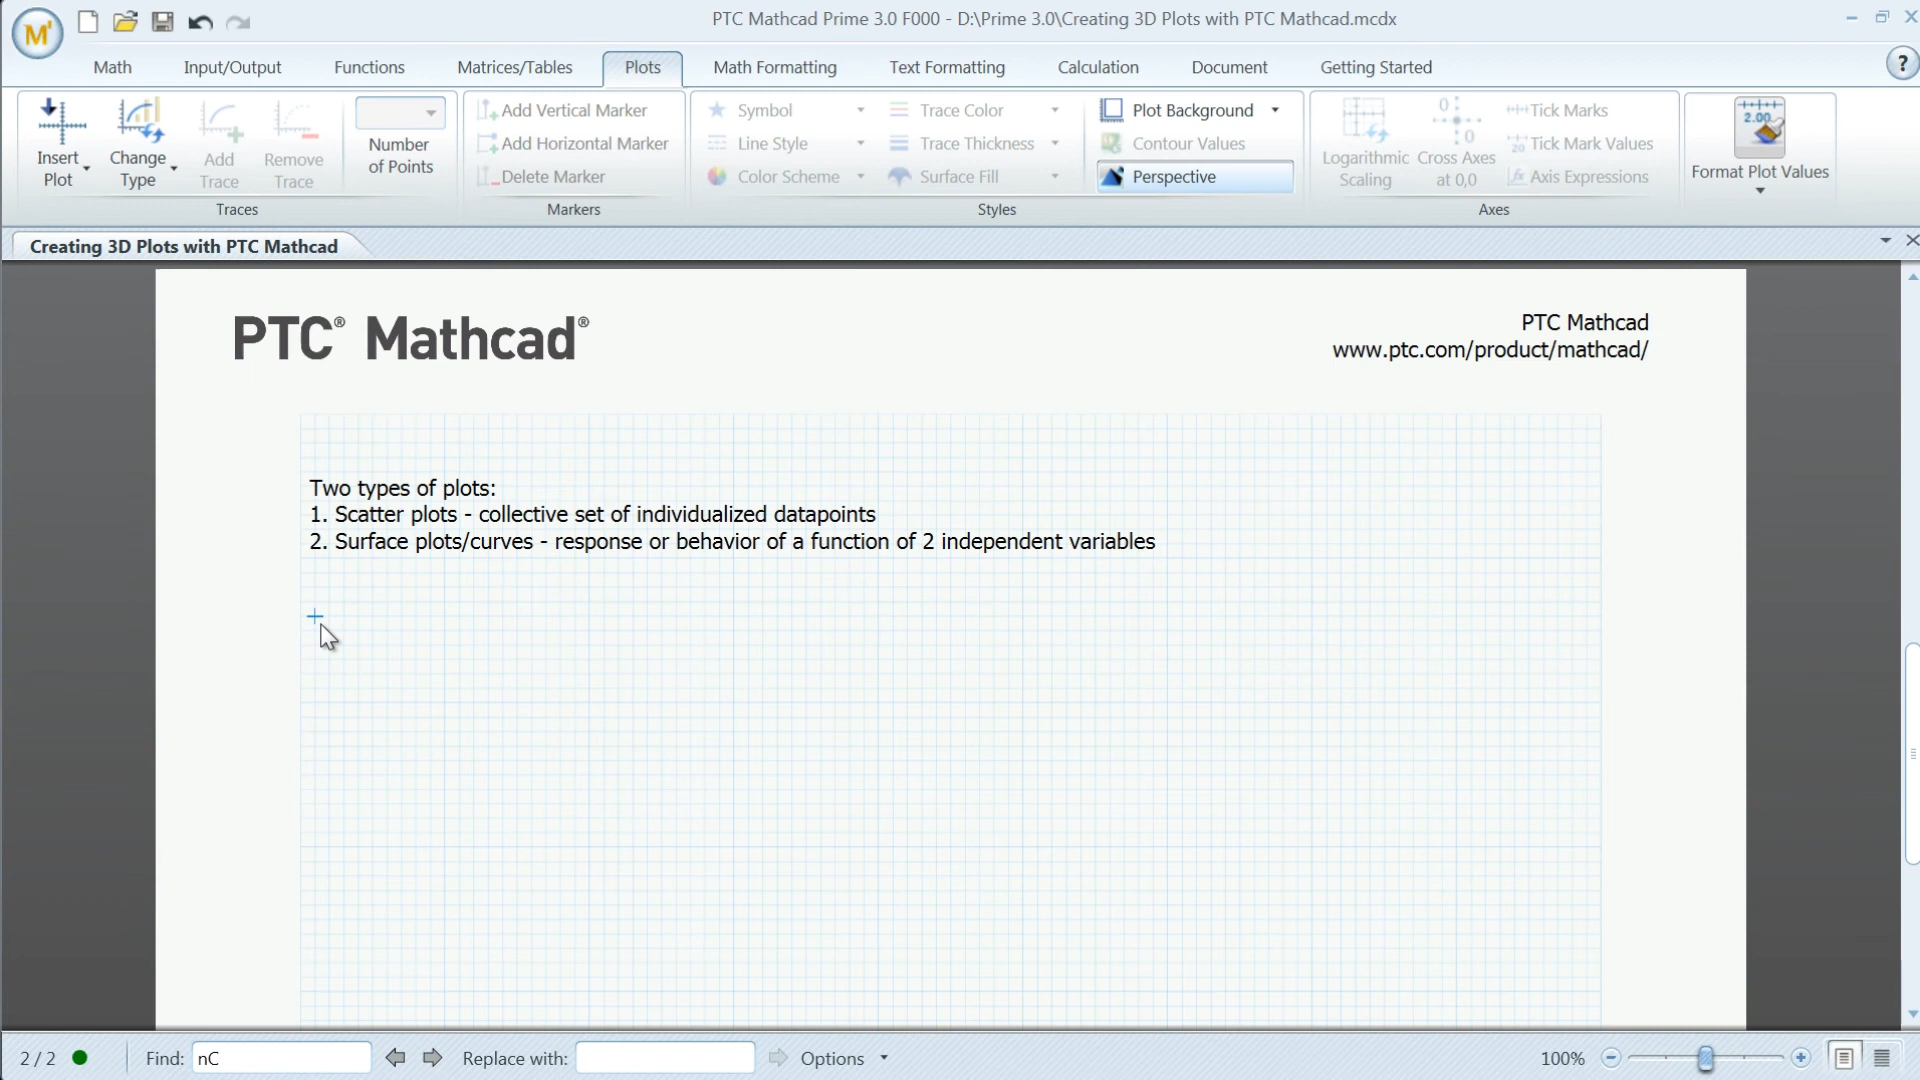 PTC Mathcad Prime 3.0 F000 - D:\Prime 3.0\Creating 3D Plots with PTC Mathcad.mcdx
Math Input/Output Functions Matrices/Tables Plots Math Formatting Text Formatting Calculation Document Getting Started
Insert Plot
Change Type
Add Trace
Remove Trace
Number of Points
Traces
Add Vertical Marker
Add Horizontal Marker
Delete Marker
Markers
Symbol
Line Style
Color Scheme
Trace Color
Trace Thickness
Surface Fill
Plot Background
Contour Values
Perspective
Styles
Logarithmic Scaling
0 0
Cross Axes at 0,0
Tick Marks
20 Tick Mark Values
fx Axis Expressions
Axes
2.00
Format Plot Values
Creating 3D Plots with PTC Mathcad
PTC® Mathcad®
PTC Mathcad
www.ptc.com/product/mathcad/
Two types of plots:
1. Scatter plots - collective set of individualized datapoints
2. Surface plots/curves - response or behavior of a function of 2 independent variables
2 / 2 Find: nC Replace with: Options 100%